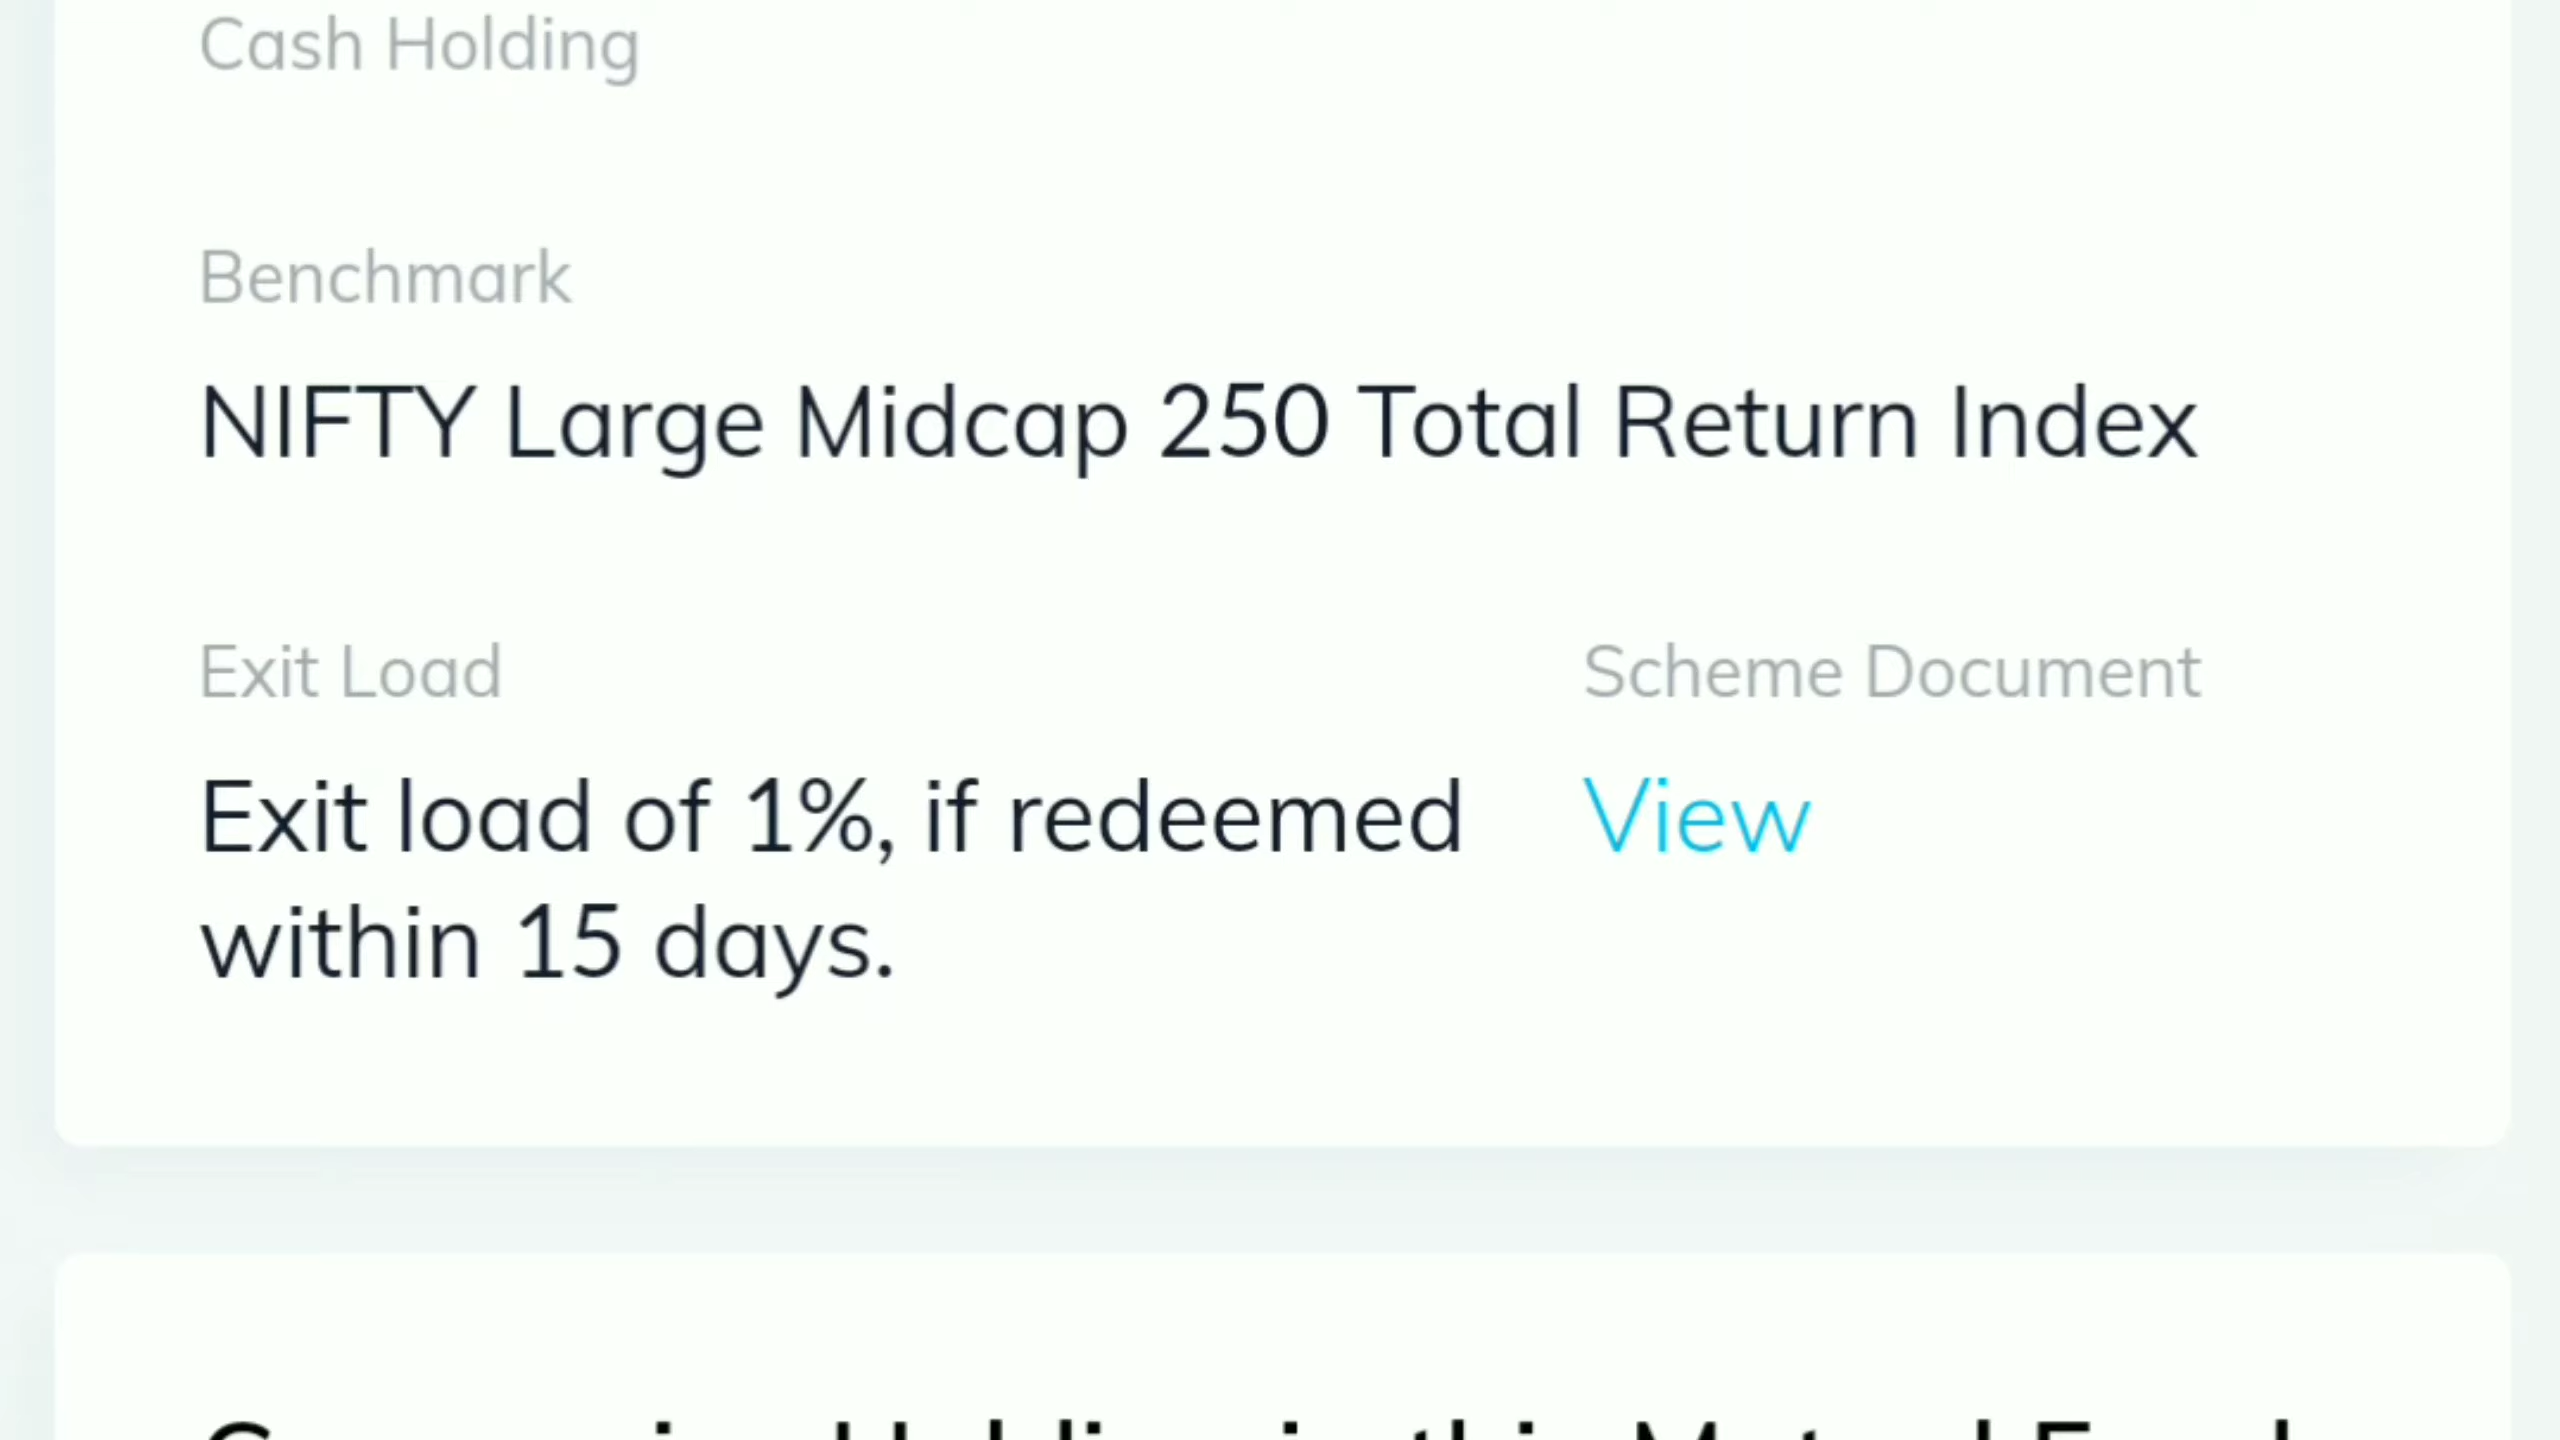 Cash Holding
Benchmark
NIFTY Large Midcap 250 Total Return Index
Exit Load
Scheme Document
Exit load of 1%, if redeemed
View
within 15 days.